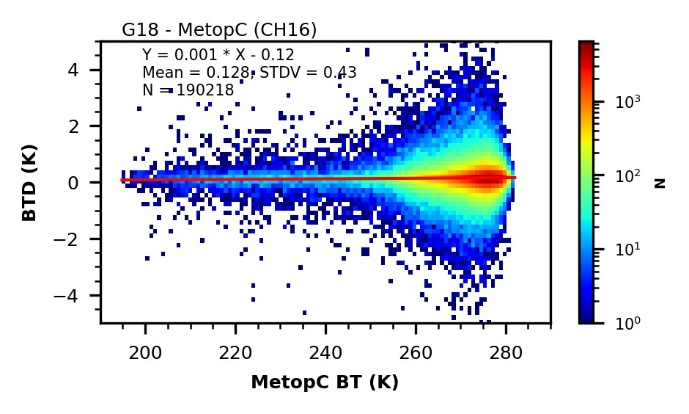 G18 - MetopC (CH16)
Y = 0.001 * X - 0.12
Mean = 0.128; STDV = 0.43
N = 190218
4
2
0
−2
−4
BTD (K)
200 220 240 260 280
MetopC BT (K)
10³
10²
10¹
10⁰
N